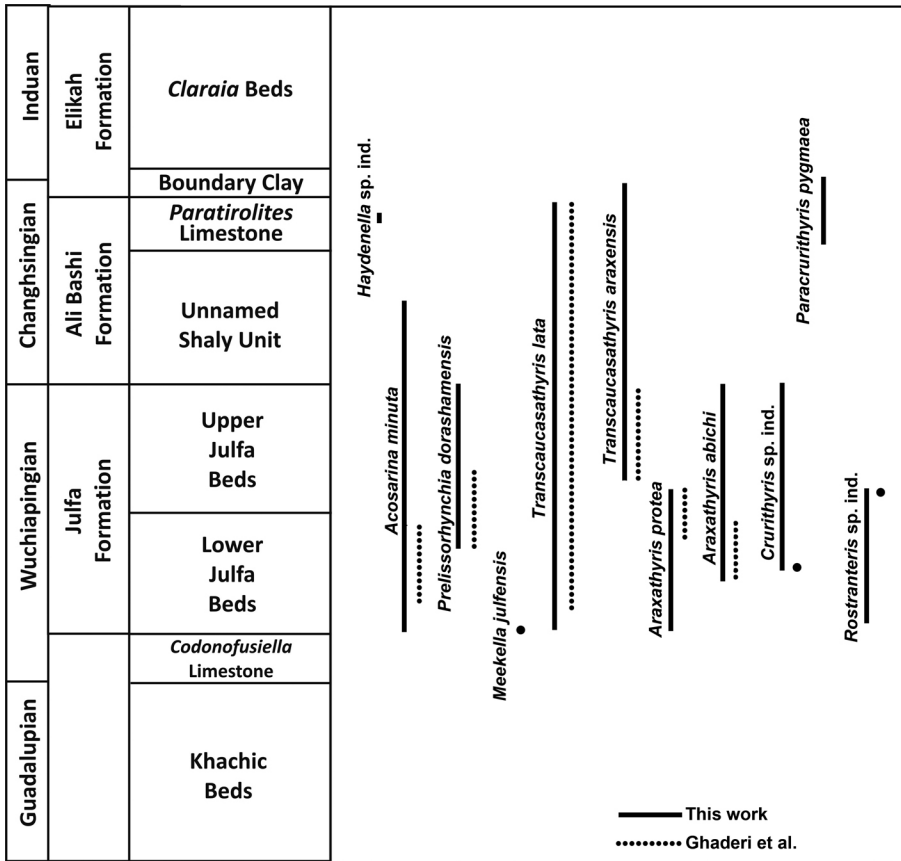 Induan
Elikah
Formation
Claraia Beds
Boundary Clay
Changhsingian
Ali Bashi
Formation
Paratirolites
Limestone
Unnamed
Shaly Unit
Wuchiapingian
Julfa
Formation
Upper
Julfa
Beds
Lower
Julfa
Beds
Codonofusiella
Limestone
Guadalupian
Khachic
Beds
Haydenella sp. ind.
Acosarina minuta
Prelissorhynchia dorashamensis
Meekella julfensis
Transcaucasathyris lata
Transcaucasathyris araxensis
Araxathyris protea
Araxathyris abichi
Crurithyris sp. ind.
Paracrurithyris pygmaea
Rostranteris sp. ind.
This work
Ghaderi et al.